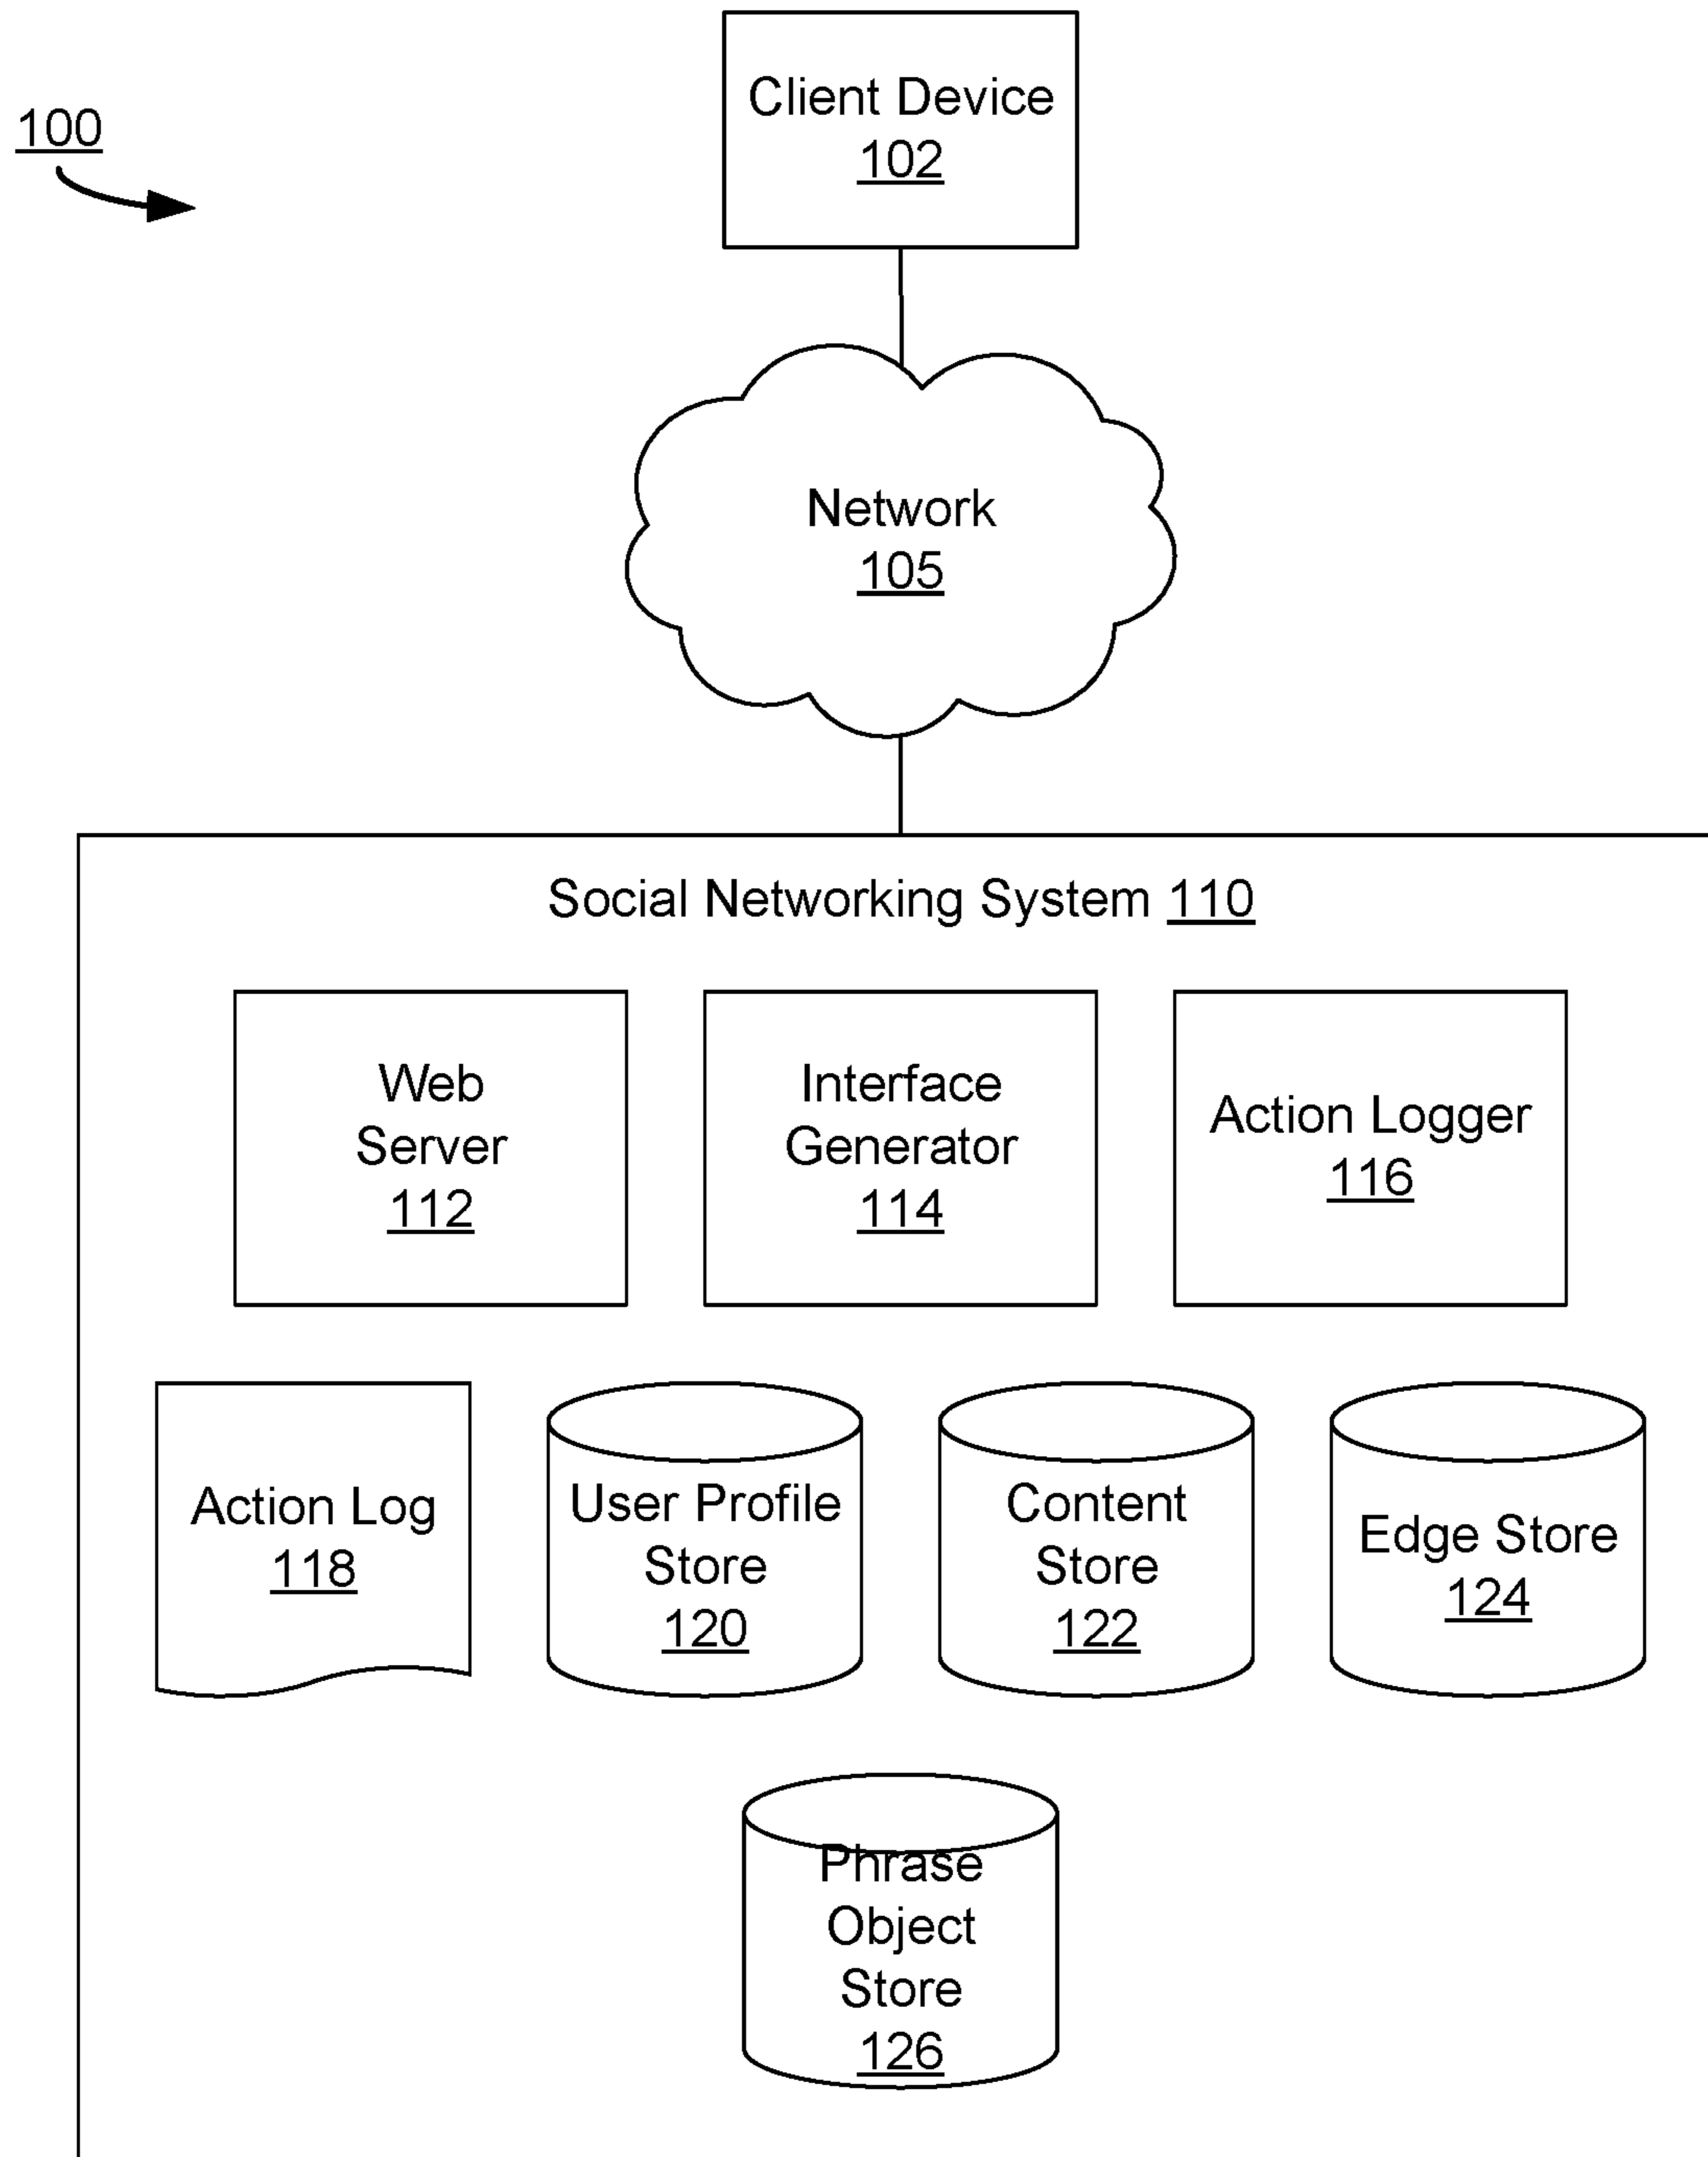 Client Device
102
100
Network
105
Social Networking System 110
Web
Server
112
Interface
Generator
114
Action Logger
116
Action Log
118
User Profile
Store
120
Content
Store
122
Edge Store
124
Phrase
Object
Store
126